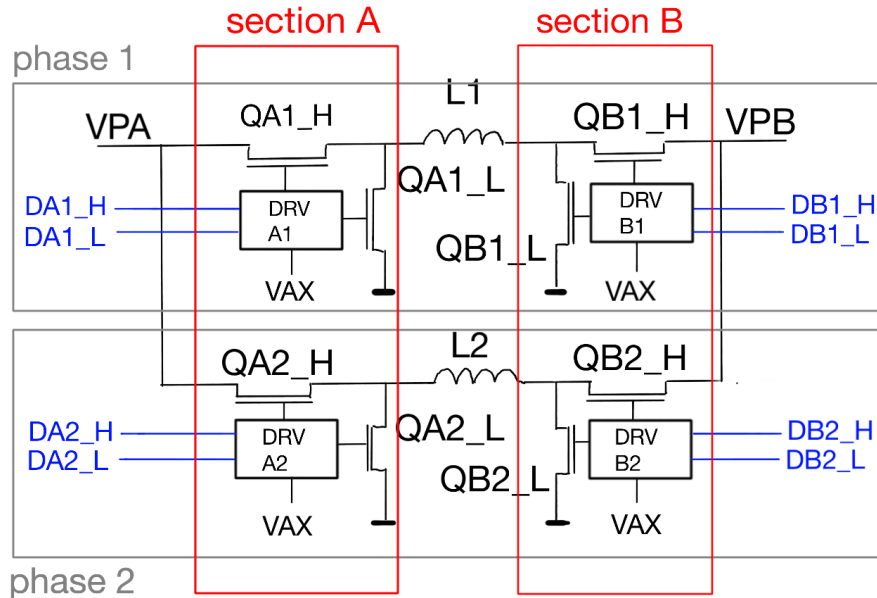 section A
section B
phase 1
L1
QA1_H
QB1_H
VPA
VPB
QA1_L
DA1_H
DRV
A1
DRV
B1
DB1_H
DA1_L
DB1_L
QB1_L
VAX
VAX
L2
QA2_H
QB2_H
QA2_L
DA2_H
DRV
A2
DRV
B2
DB2_H
DA2_L
DB2_L
QB2_L
VAX
VAX
phase 2